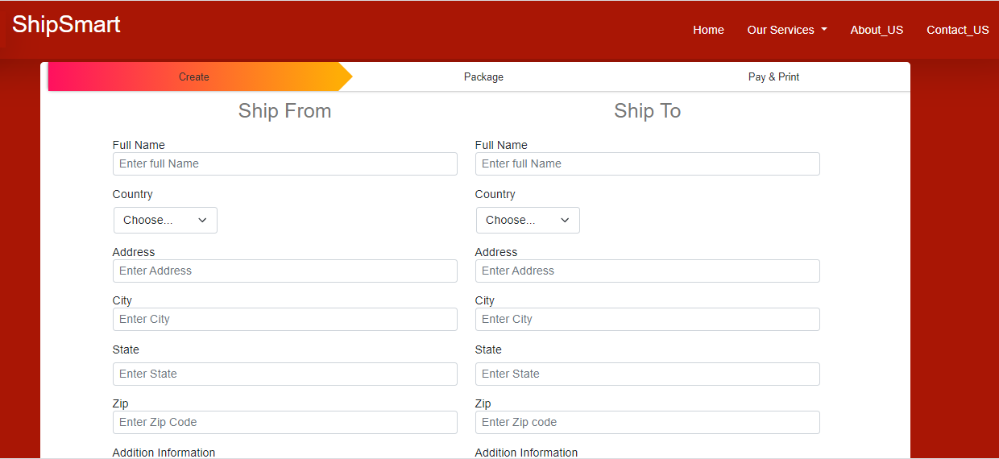 ShipSmart
Home Our Services About_US Contact_US
Create Package Pay & Print
Ship From Ship To
Full Name Full Name
Enter full Name Enter full Name
Country Country
Choose... Choose...
Address Address
Enter Address Enter Address
City City
Enter City Enter City
State State
Enter State Enter State
Zip Zip
Enter Zip Code Enter Zip code
Addition Information Addition Information